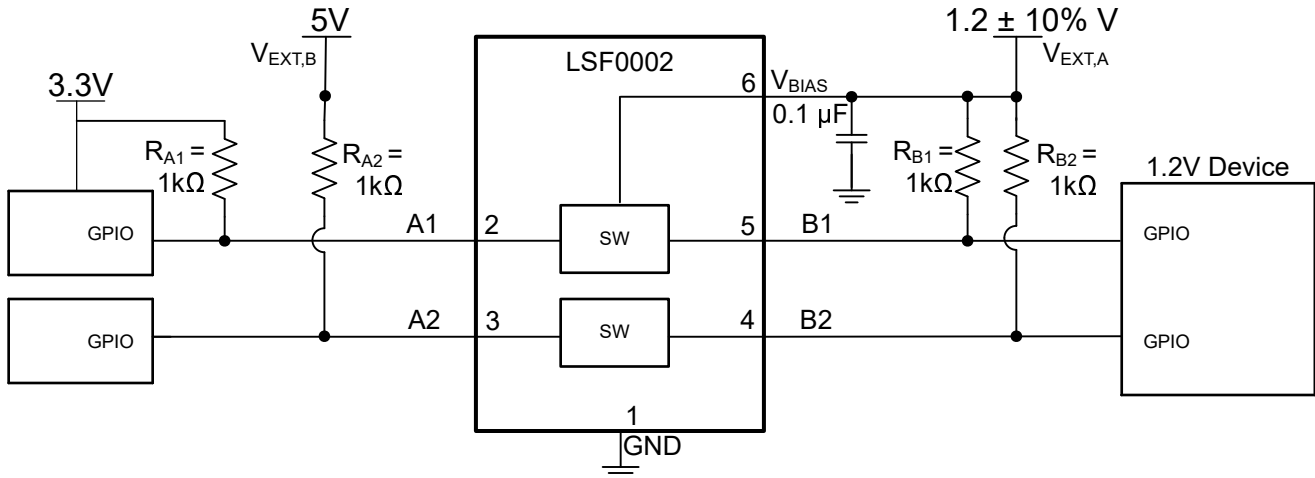 5V
1.2 ± 10% V
V_EXT,B
LSF0002
V_EXT,A
3.3V
6
V_BIAS
0.1 µF
R_A1 =
1kΩ
R_A2 =
1kΩ
R_B1 =
1kΩ
R_B2 =
1kΩ
1.2V Device
GPIO
A1
2
SW
5
B1
GPIO
GPIO
A2
3
SW
4
B2
GPIO
1
GND